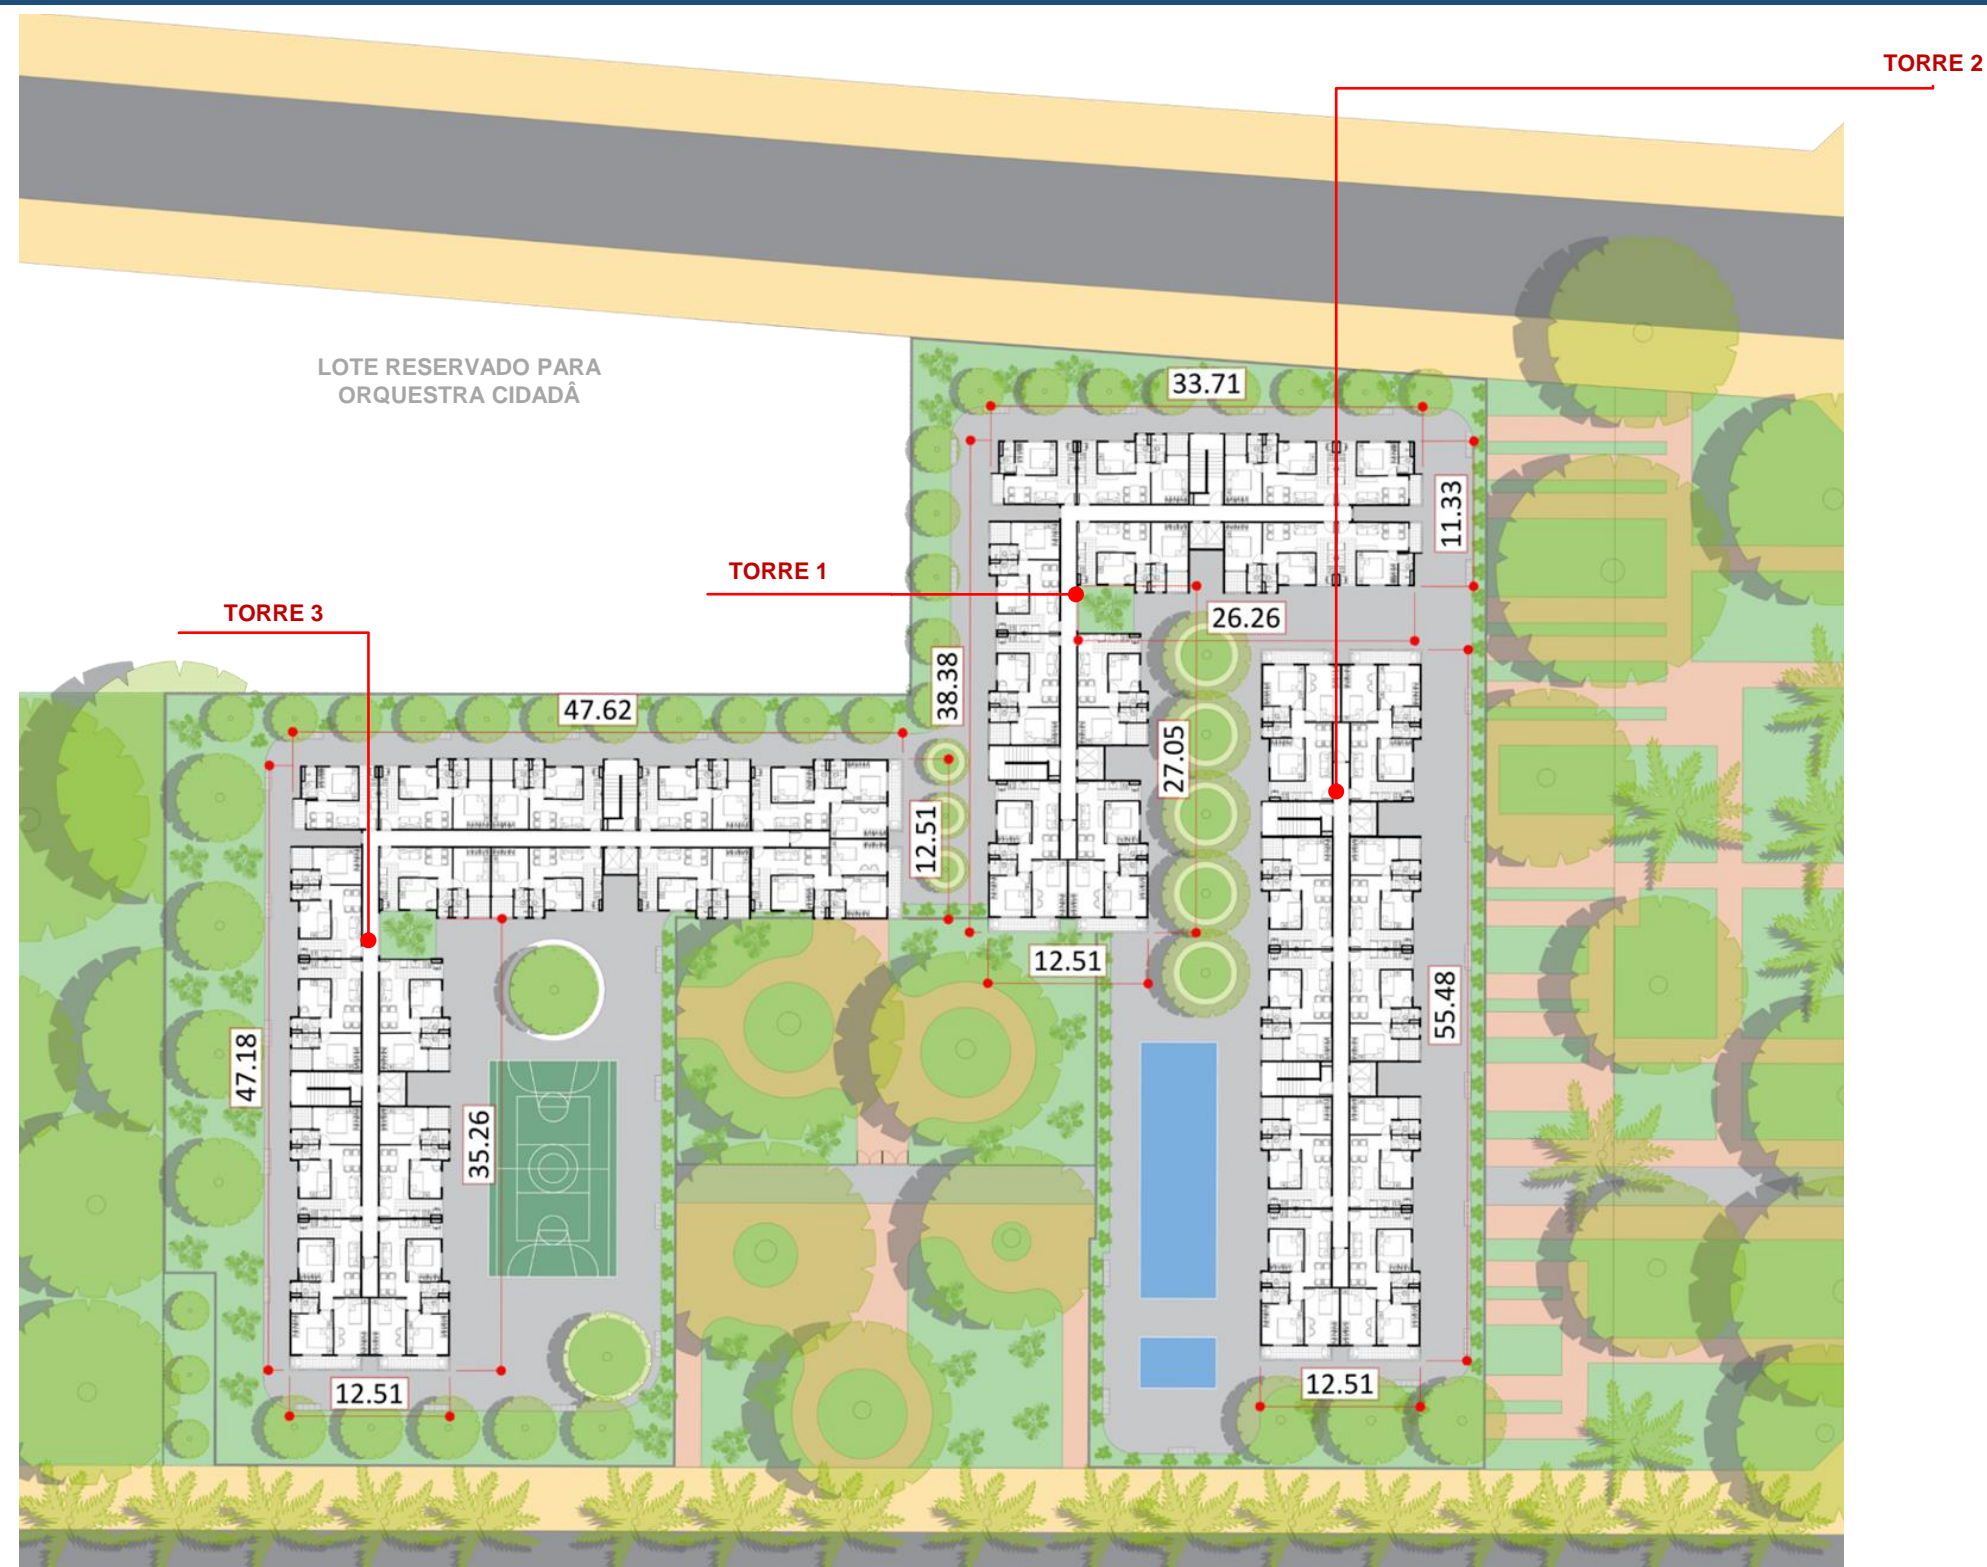 TORRE 2
LOTE RESERVADO PARA
ORQUESTRA CIDADÂ
33.71
11.33
TORRE 1
TORRE 3
26.26
38.38
47.62
27.05
12.51
12.51
55.48
47.18
35.26
12.51
12.51